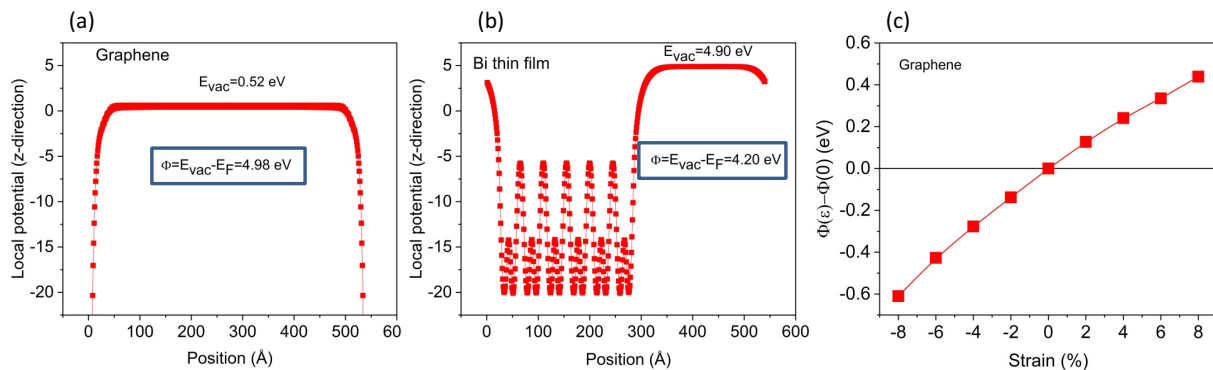 (a)
Graphene
E_vac=0.52 eV
Φ=E_vac-E_F=4.98 eV
Local potential (z-direction)
5
0
-5
-10
-15
-20
0 100 200 300 400 500 60
Position (Å)
(b)
Bi thin film
E_vac=4.90 eV
Φ=E_vac-E_F=4.20 eV
Local potential (z-direction)
5
0
-5
-10
-15
-20
0 100 200 300 400 500 600
Position (Å)
(c)
Graphene
Φ(ε)−Φ(0) (eV)
0.6
0.4
0.2
0.0
-0.2
-0.4
-0.6
-8 -6 -4 -2 0 2 4 6 8
Strain (%)